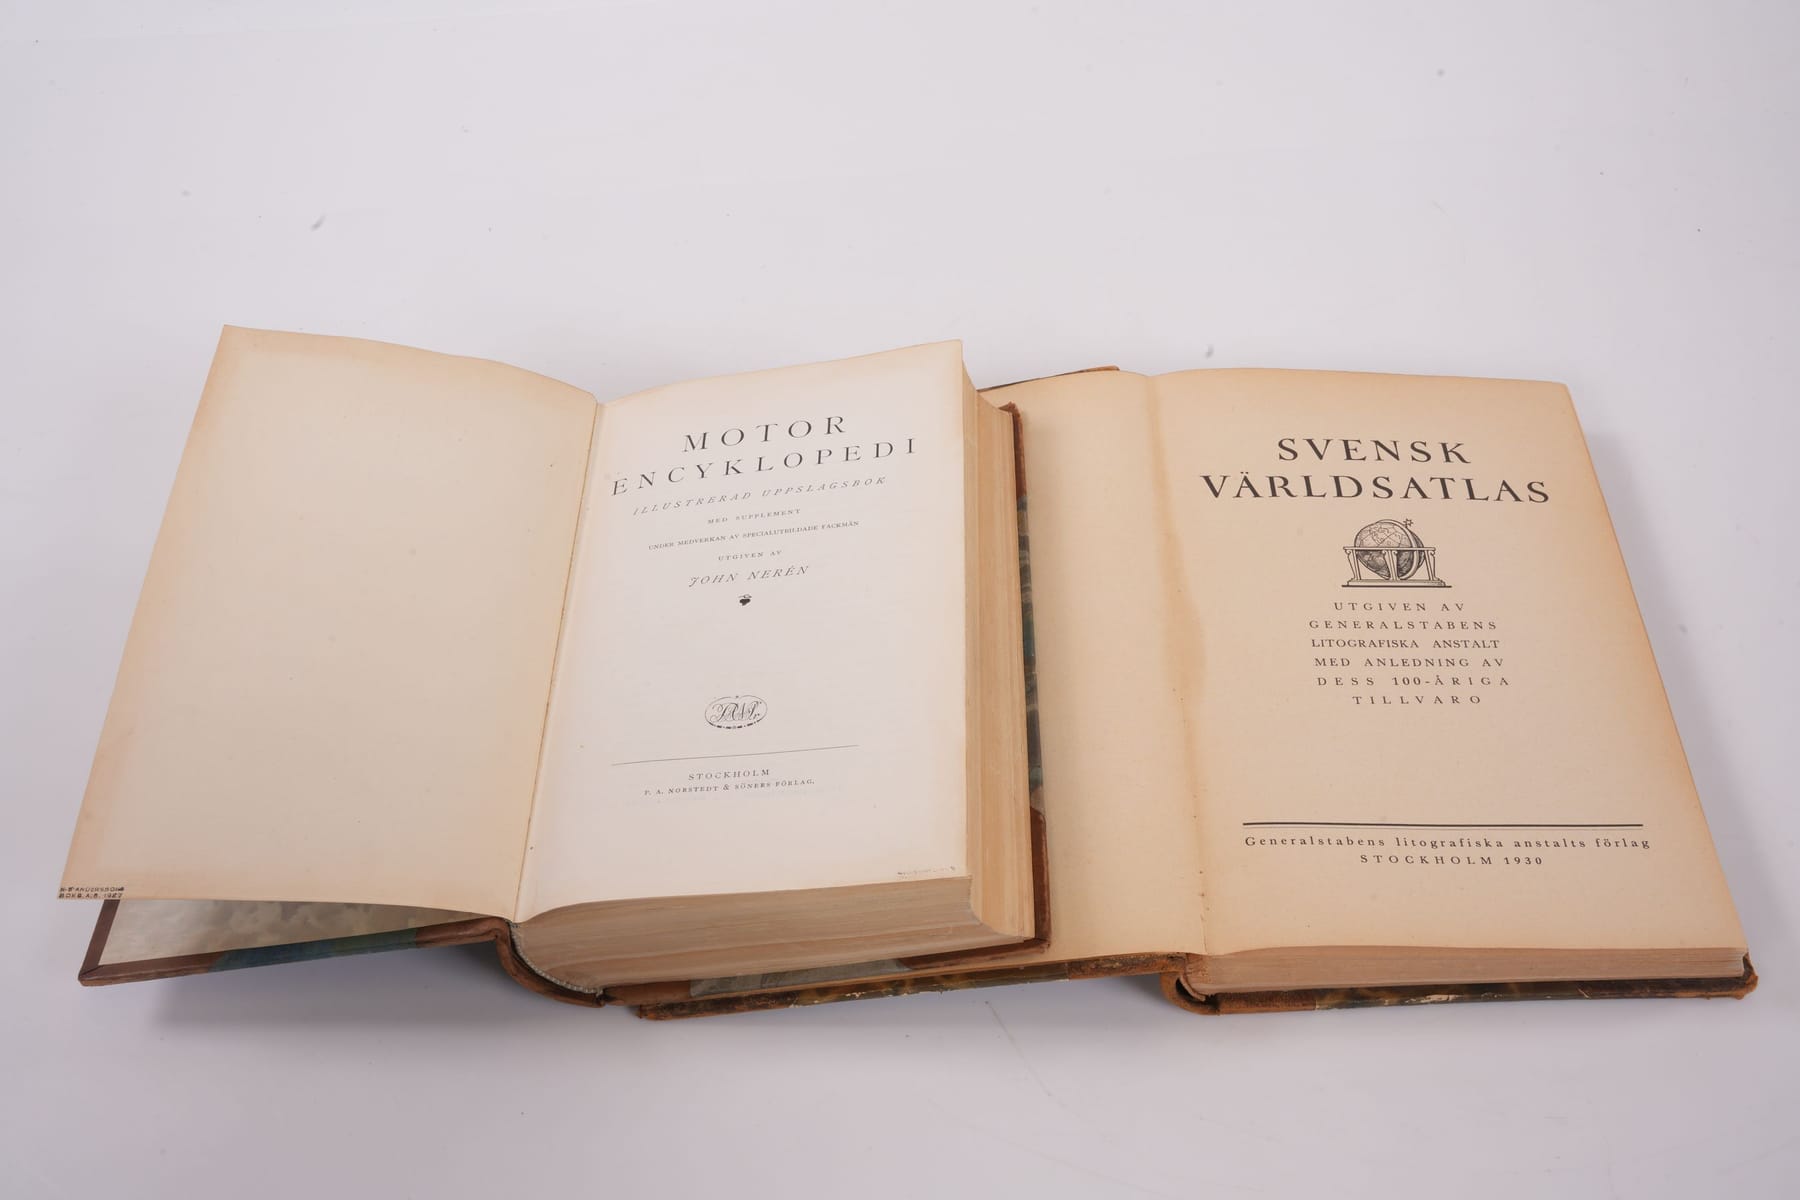 MOTOR
ENCYKLOPEDI
ILLUSTRERAD UPPSLAGSBOK
MED SUPPLEMENT
UNDER MEDVERKAN AV SPECIALUTBILDADE FACKMÄN
UTGIVEN AV
JOHN NERÉN
STOCKHOLM
P. A. NORSTEDT & SÖNERS FÖRLAG.
BOKB. A.B. 1927
SVENSK
VÄRLDSATLAS
UTGIVEN AV
GENERALSTABENS
LITOGRAFISKA ANSTALT
MED ANLEDNING AV
DESS 100-ÅRIGA
TILLVARO
Generalstabens litografiska anstalts förlag
STOCKHOLM 1930